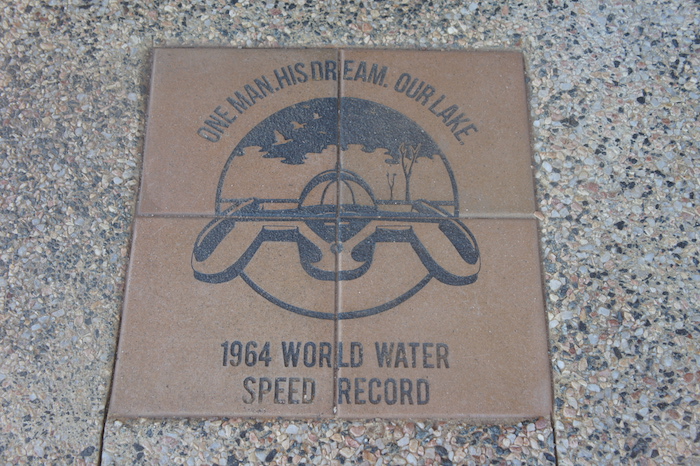 ONE MAN. HIS DREAM. OUR LAKE.
1964 WORLD WATER
SPEED RECORD